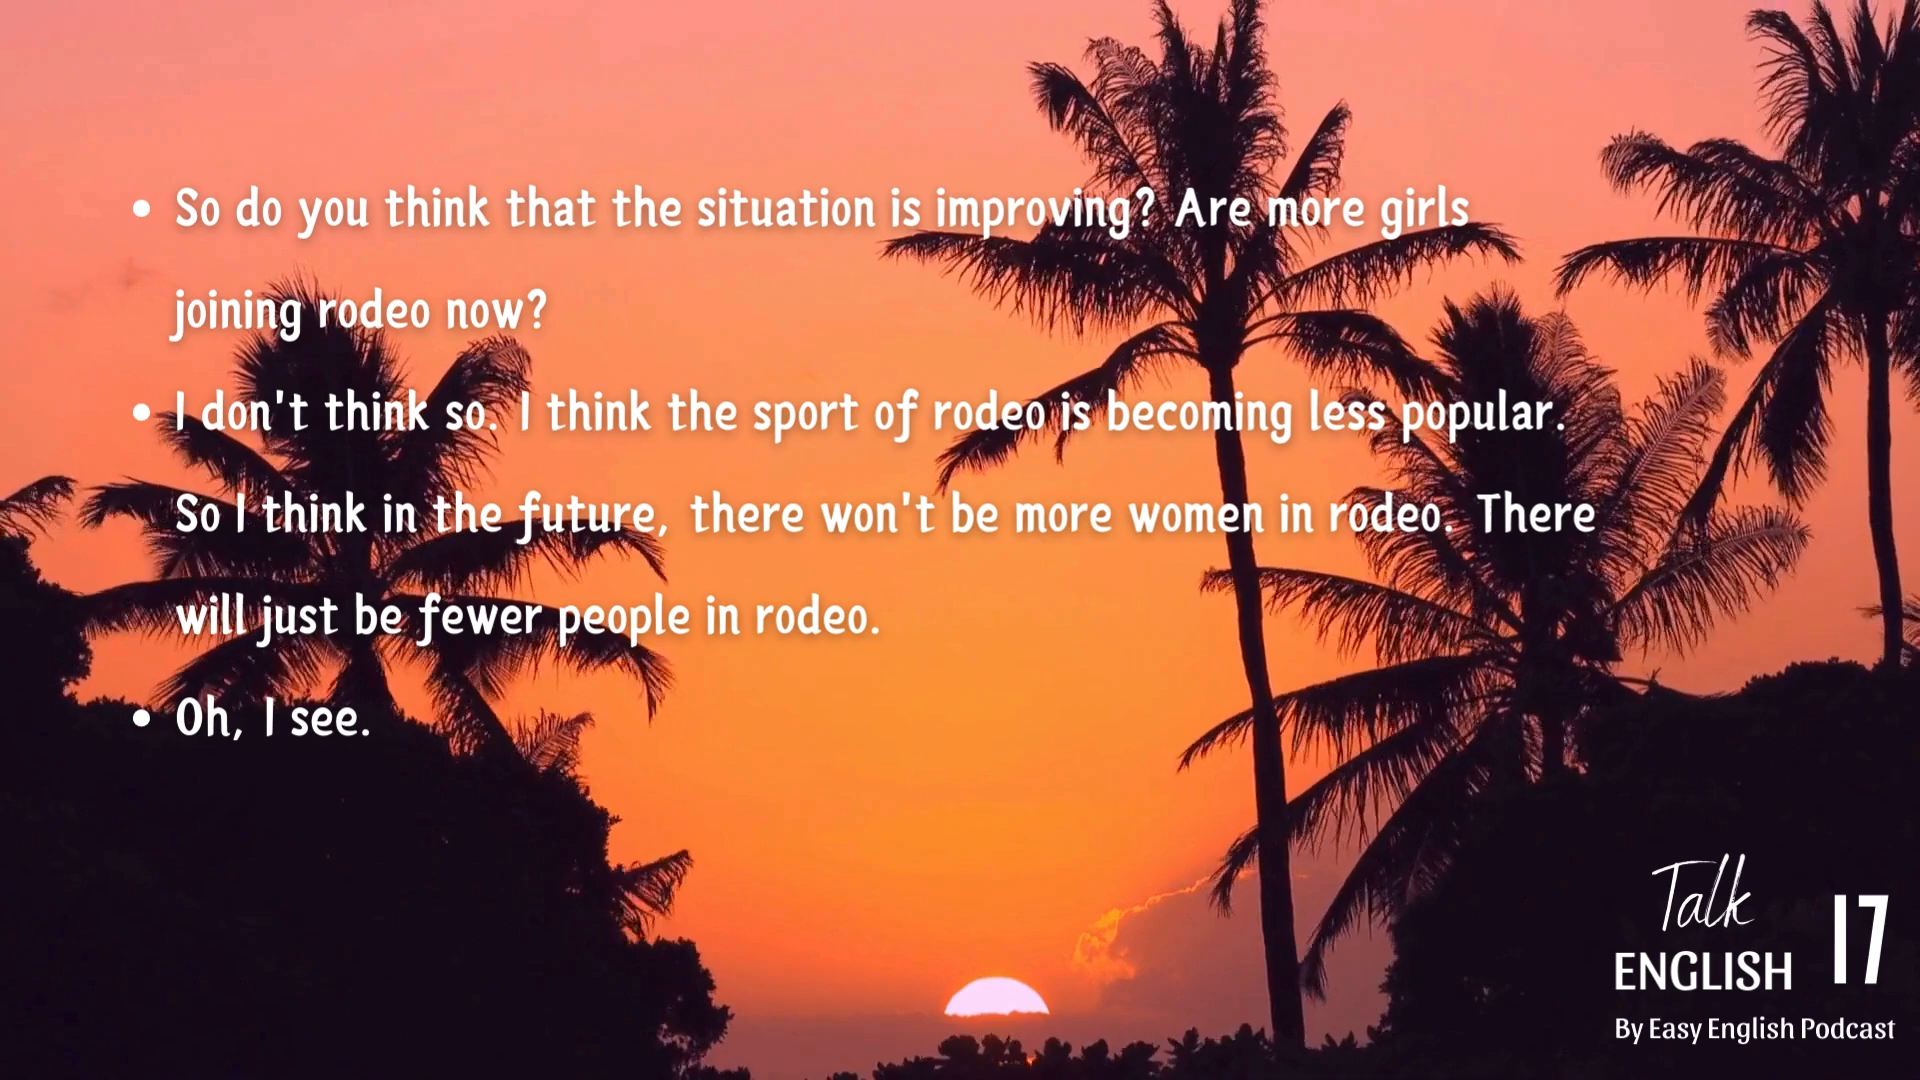 • So do you think that the situation is improving? Are more girls
joining rodeo now?
• I don't think so. I think the sport of rodeo is becoming less popular.
So I think in the future, there won't be more women in rodeo. There
will just be fewer people in rodeo.
• Oh, I see.
Talk
ENGLISH 17
By Easy English Podcast